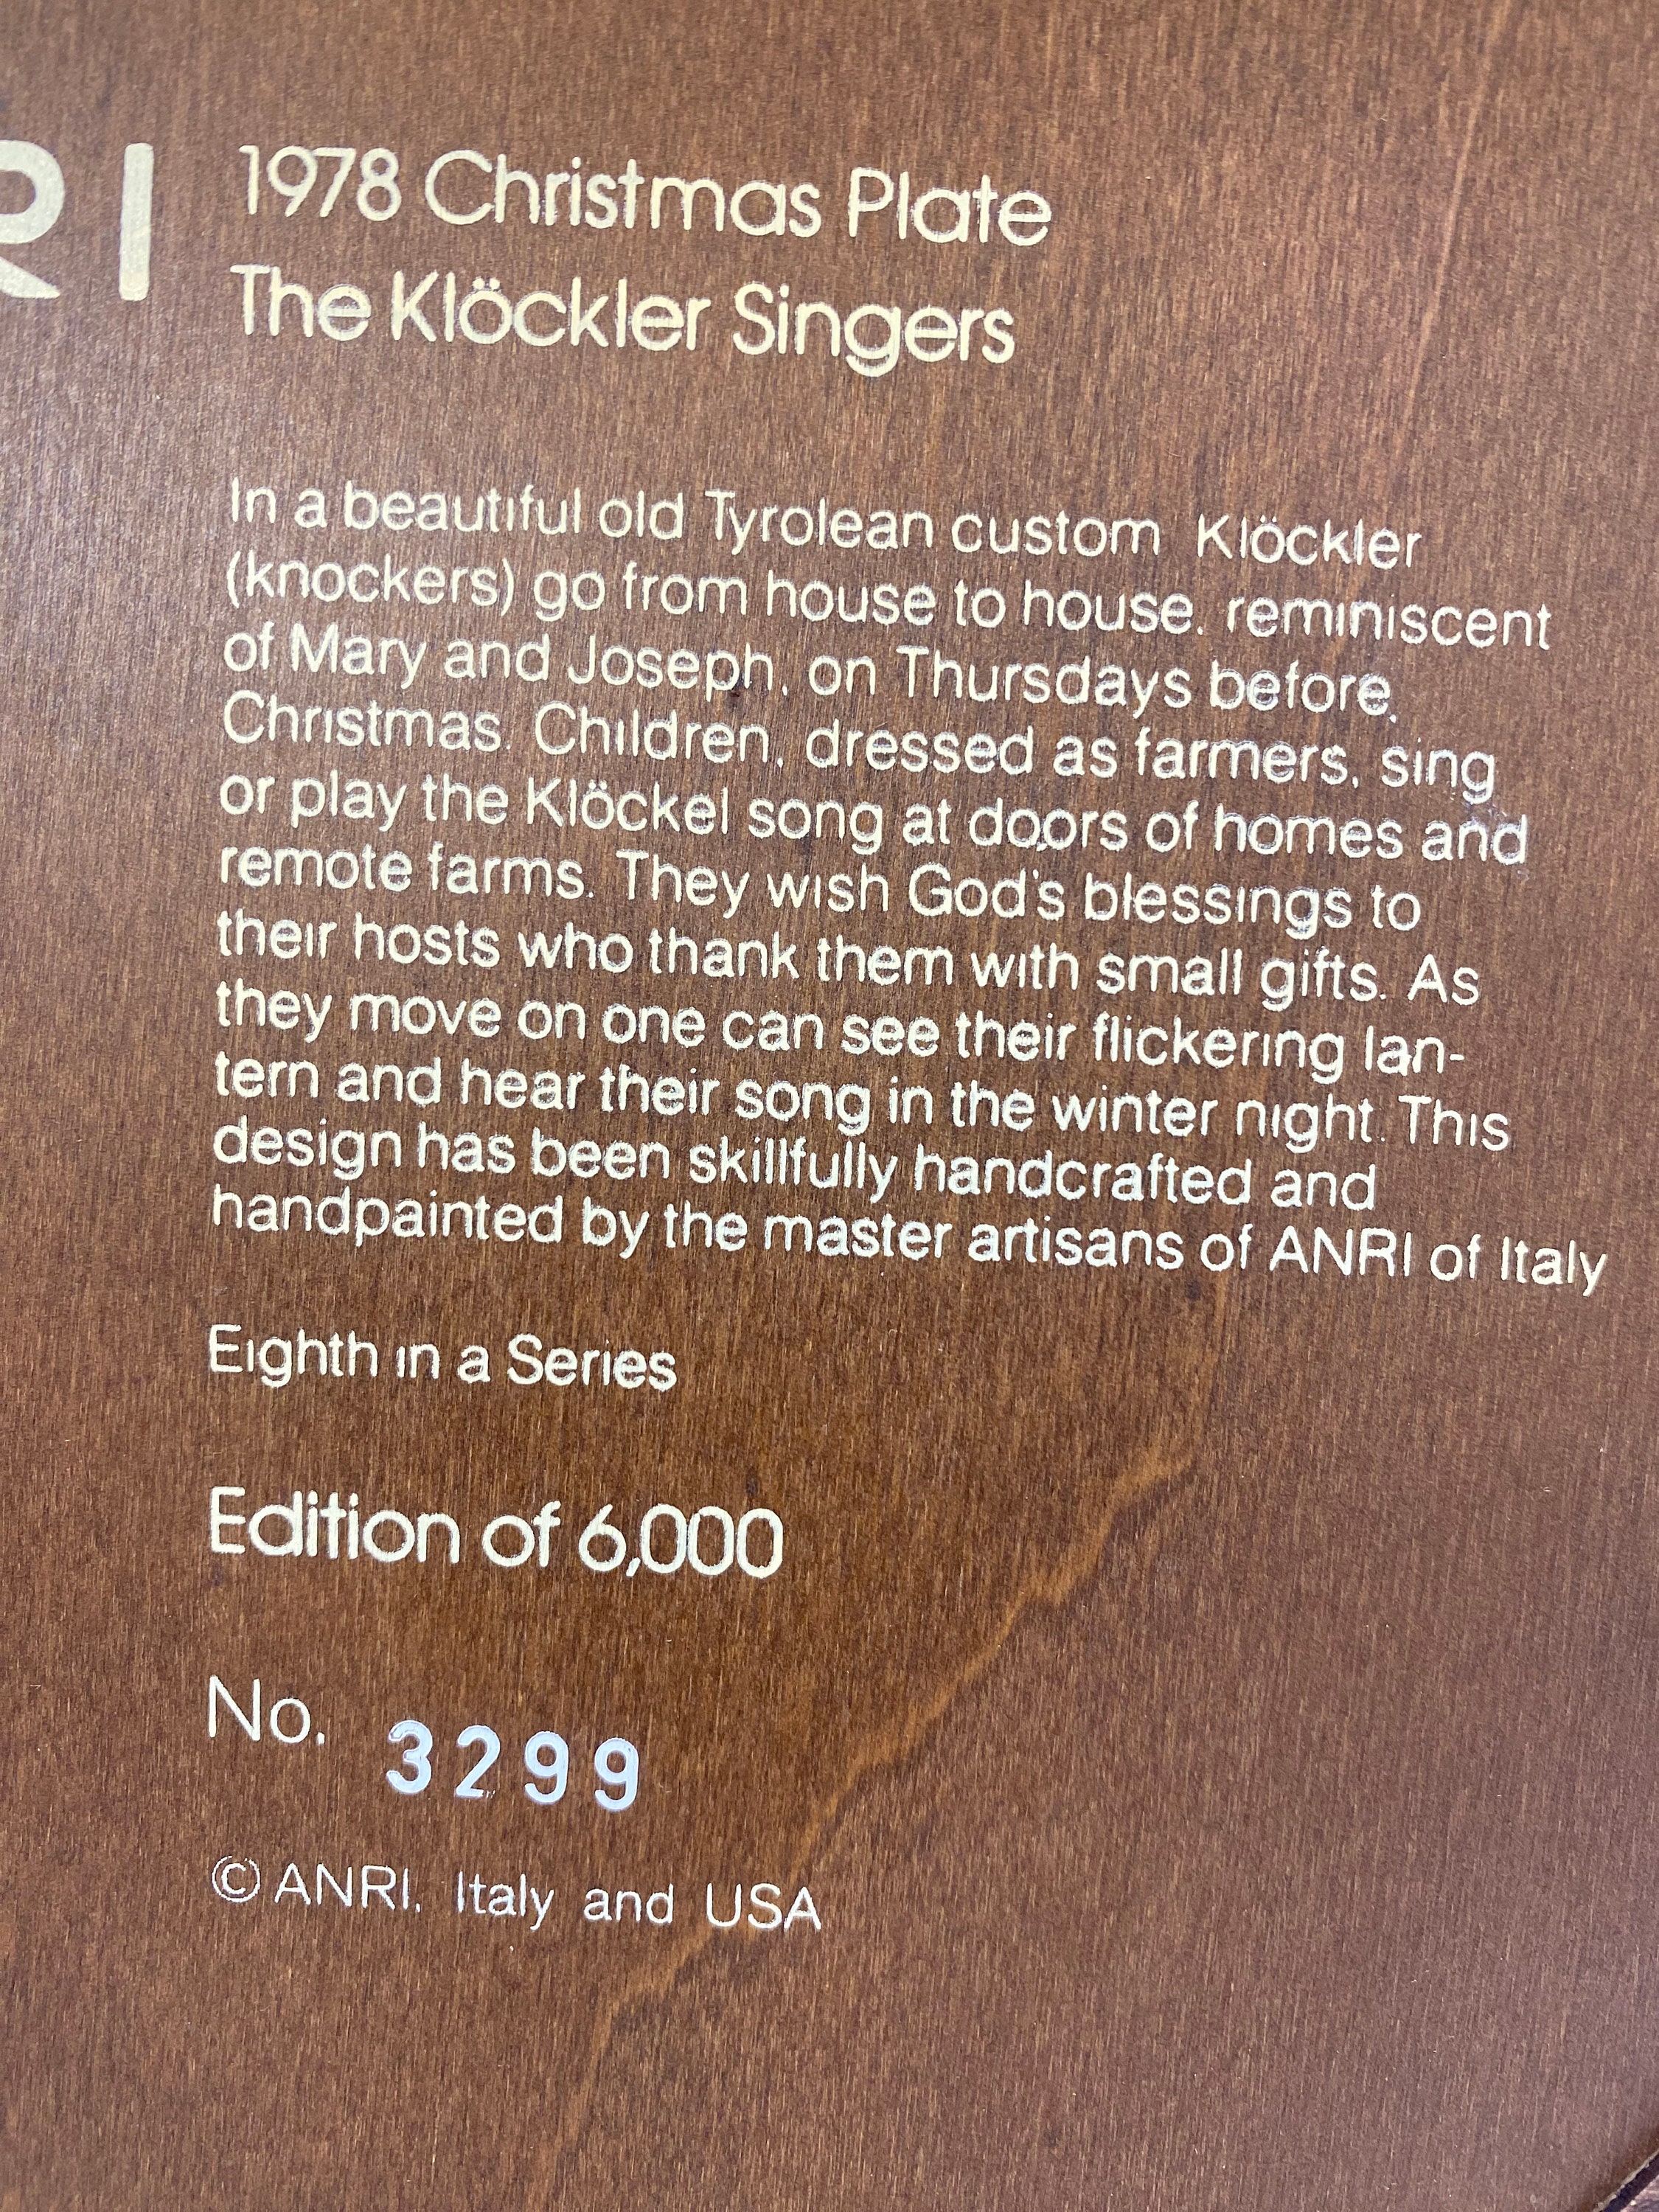 RI
1978 Christmas Plate
The Klöckler Singers
In a beautiful old Tyrolean custom Klöckler
(knockers) go from house to house, reminiscent
of Mary and Joseph, on Thursdays before
Christmas. Children, dressed as farmers, sing
or play the Klöckel song at doors of homes and
remote farms. They wish God's blessings to
their hosts who thank them with small gifts. As
they move on one can see their flickering lan-
tern and hear their song in the winter night. This
design has been skillfully handcrafted and
handpainted by the master artisans of ANRI of Italy
Eighth in a Series
Edition of 6,000
No. 3299
© ANRI, Italy and USA